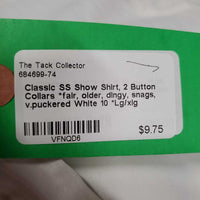 The Tack Collector
684699-74
Classic SS Show Shirt, 2 Button
Collars *fair, older, dingy, snags,
v.puckered White 10 *Lg/xlg
$9.75
VFNQD6